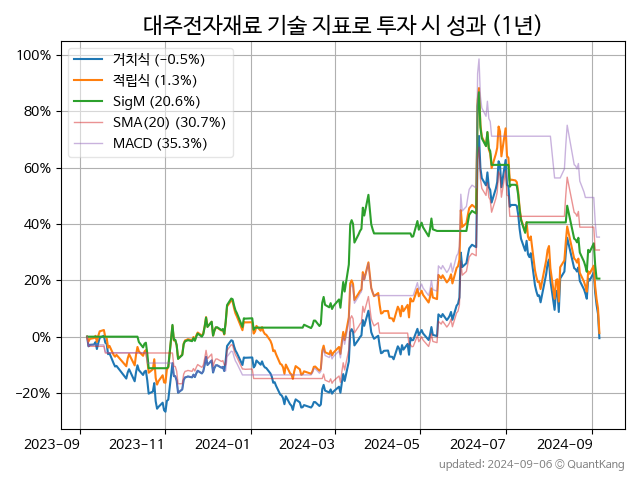 대주전자재료 기술 지표로 투자 시 성과 (1년)
100%
80%
60%
40%
20%
0%
−20%
거치식 (−0.5%)
적립식 (1.3%)
SigM (20.6%)
SMA(20) (30.7%)
MACD (35.3%)
2023-09 2023-11 2024-01 2024-03 2024-05 2024-07 2024-09
updated: 2024-09-06 © QuantKang